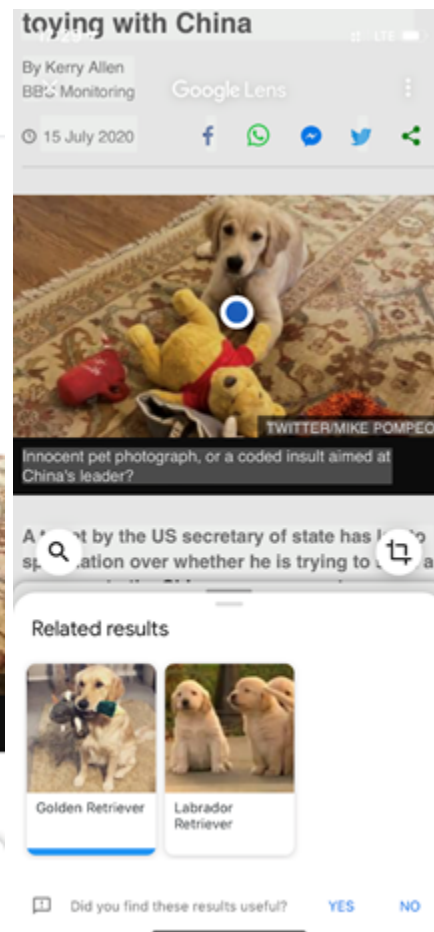 toying with China
By Kerry Allen
BBC Monitoring
Google Lens
15 July 2020
TWITTER/MIKE POMPEO
Innocent pet photograph, or a coded insult aimed at
China's leader?
by the US secretary of state has
over whether he is trying to
Related results
Golden Retriever
Labrador
Retriever
Did you find these results useful?
YES
NO